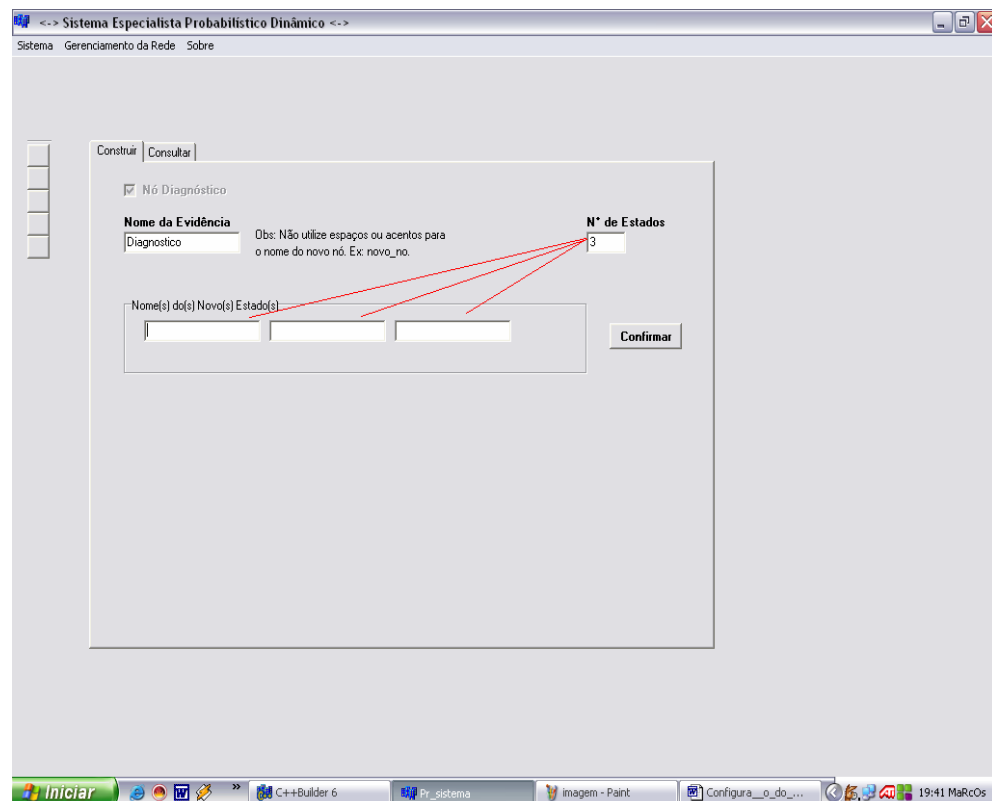 <-> Sistema Especialista Probabilístico Dinâmico <->
Sistema Gerenciamento da Rede Sobre
Construir Consultar
Nó Diagnóstico
Nome da Evidência
N° de Estados
Diagnostico
Obs: Não utilize espaços ou acentos para
o nome do novo nó. Ex: novo_no.
3
Nome(s) do(s) Novo(s) Estado(s)
Confirmar
Iniciar » C++Builder 6 Pr_sistema imagem - Paint Configura__o_do_... 19:41 MaRcOs